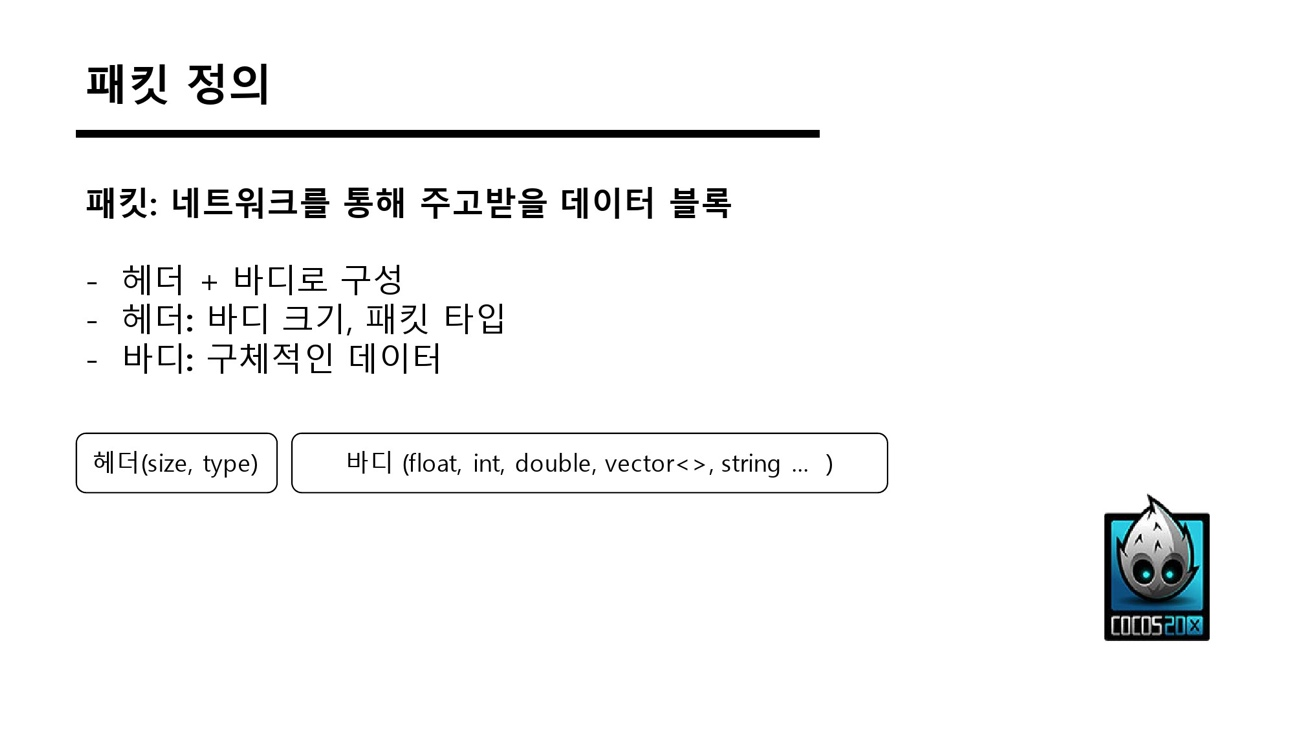 패킷 정의
패킷: 네트워크를 통해 주고받을 데이터 블록
- 헤더 + 바디로 구성
- 헤더: 바디 크기, 패킷 타입
- 바디: 구체적인 데이터
헤더(size, type)
바디 (float, int, double, vector<>, string ... )
COCOS2DX